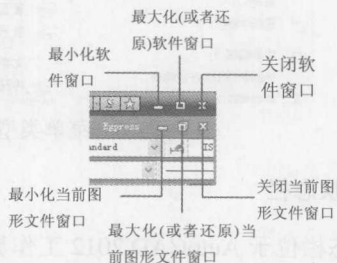 最大化(或者还
原)软件窗口
最小化软
件窗口
关闭软
件窗口
Express
andard
IS
最小化当前图
形文件窗口
关闭当前图
形文件窗口
最大化(或者还原)当
前图形文件窗口